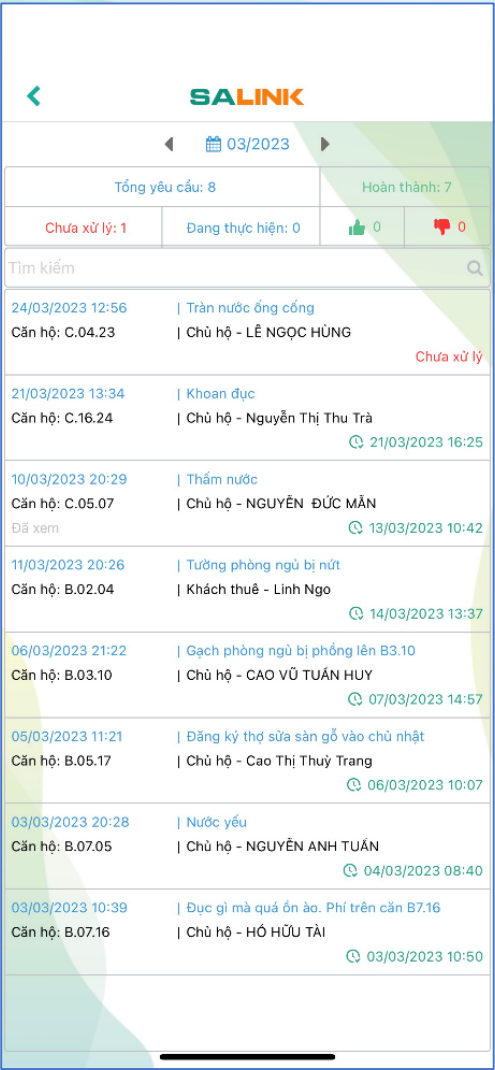 SALINK
03/2023
Tổng yêu cầu: 8 Hoàn thành: 7
Chưa xử lý: 1 Đang thực hiện: 0 0 0
Tìm kiếm
24/03/2023 12:56 | Tràn nước ống cống
Căn hộ: C.04.23 | Chủ hộ - LÊ NGỌC HÙNG
Chưa xử lý
21/03/2023 13:34 | Khoan đục
Căn hộ: C.16.24 | Chủ hộ - Nguyễn Thị Thu Trà
21/03/2023 16:25
10/03/2023 20:29 | Thấm nước
Căn hộ: C.05.07 | Chủ hộ - NGUYỄN ĐỨC MẪN
Đã xem 13/03/2023 10:42
11/03/2023 20:26 | Tường phòng ngủ bị nứt
Căn hộ: B.02.04 | Khách thuê - Linh Ngo
14/03/2023 13:37
06/03/2023 21:22 | Gạch phòng ngủ bị phồng lên B3.10
Căn hộ: B.03.10 | Chủ hộ - CAO VŨ TUẤN HUY
07/03/2023 14:57
05/03/2023 11:21 | Đăng ký thợ sửa sàn gỗ vào chủ nhật
Căn hộ: B.05.17 | Chủ hộ - Cao Thị Thuỳ Trang
06/03/2023 10:07
03/03/2023 20:28 | Nước yếu
Căn hộ: B.07.05 | Chủ hộ - NGUYỄN ANH TUẤN
04/03/2023 08:40
03/03/2023 10:39 | Đục gì mà quá ồn ào. Phí trên căn B7.16
Căn hộ: B.07.16 | Chủ hộ - HỒ HỮU TÀI
03/03/2023 10:50